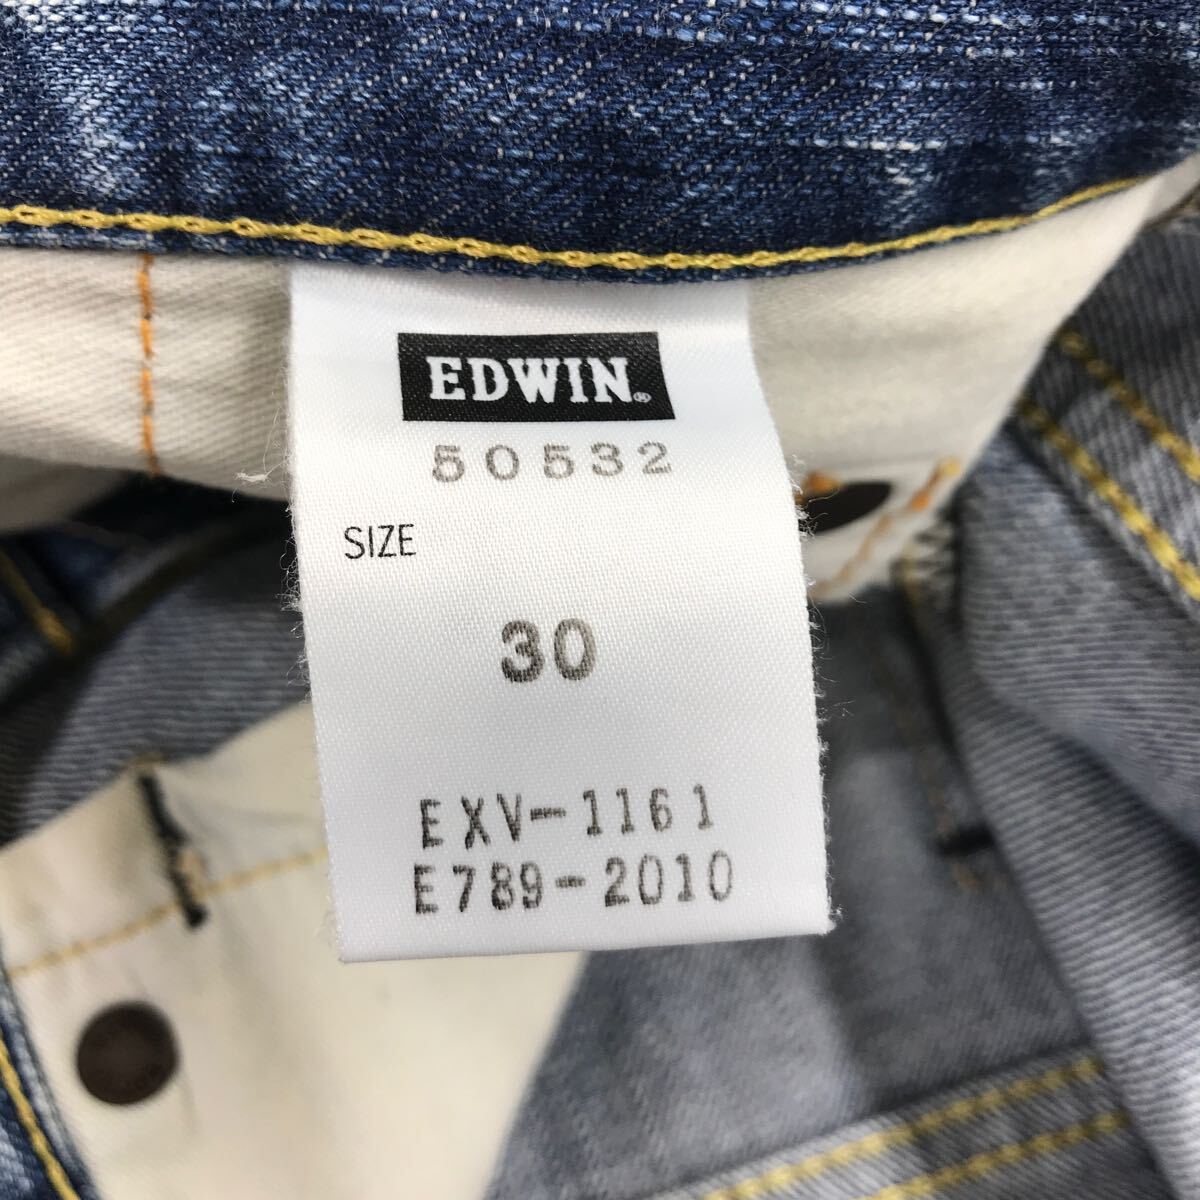 EDWIN®
50532
SIZE
30
EXV-1161
E789-2010